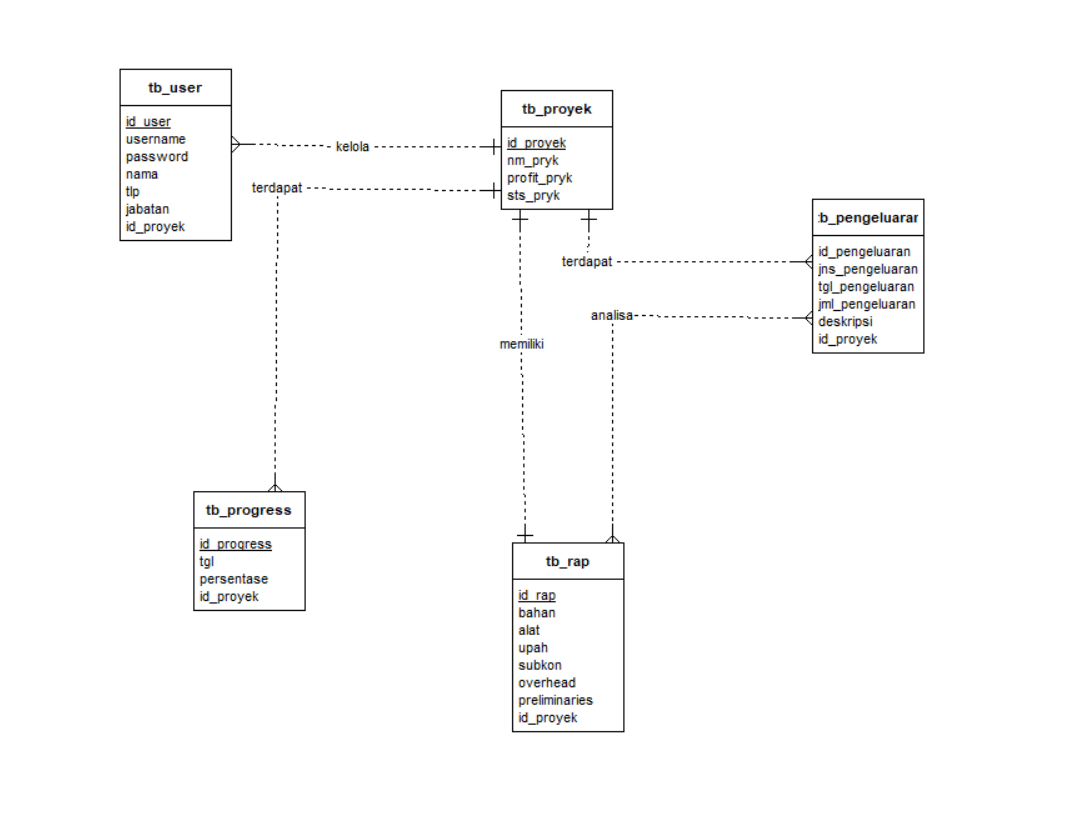 tb_user
id_user
username
password
nama
tlp
jabatan
id_proyek
kelola
terdapat
tb_proyek
id_proyek
nm_pryk
profit_pryk
sts_pryk
terdapat
analisa
memiliki
tb_pengeluaran
id_pengeluaran
jns_pengeluaran
tgl_pengeluaran
jml_pengeluaran
deskripsi
id_proyek
tb_progress
id_progress
tgl
persentase
id_proyek
tb_rap
id_rap
bahan
alat
upah
subkon
overhead
preliminaries
id_proyek